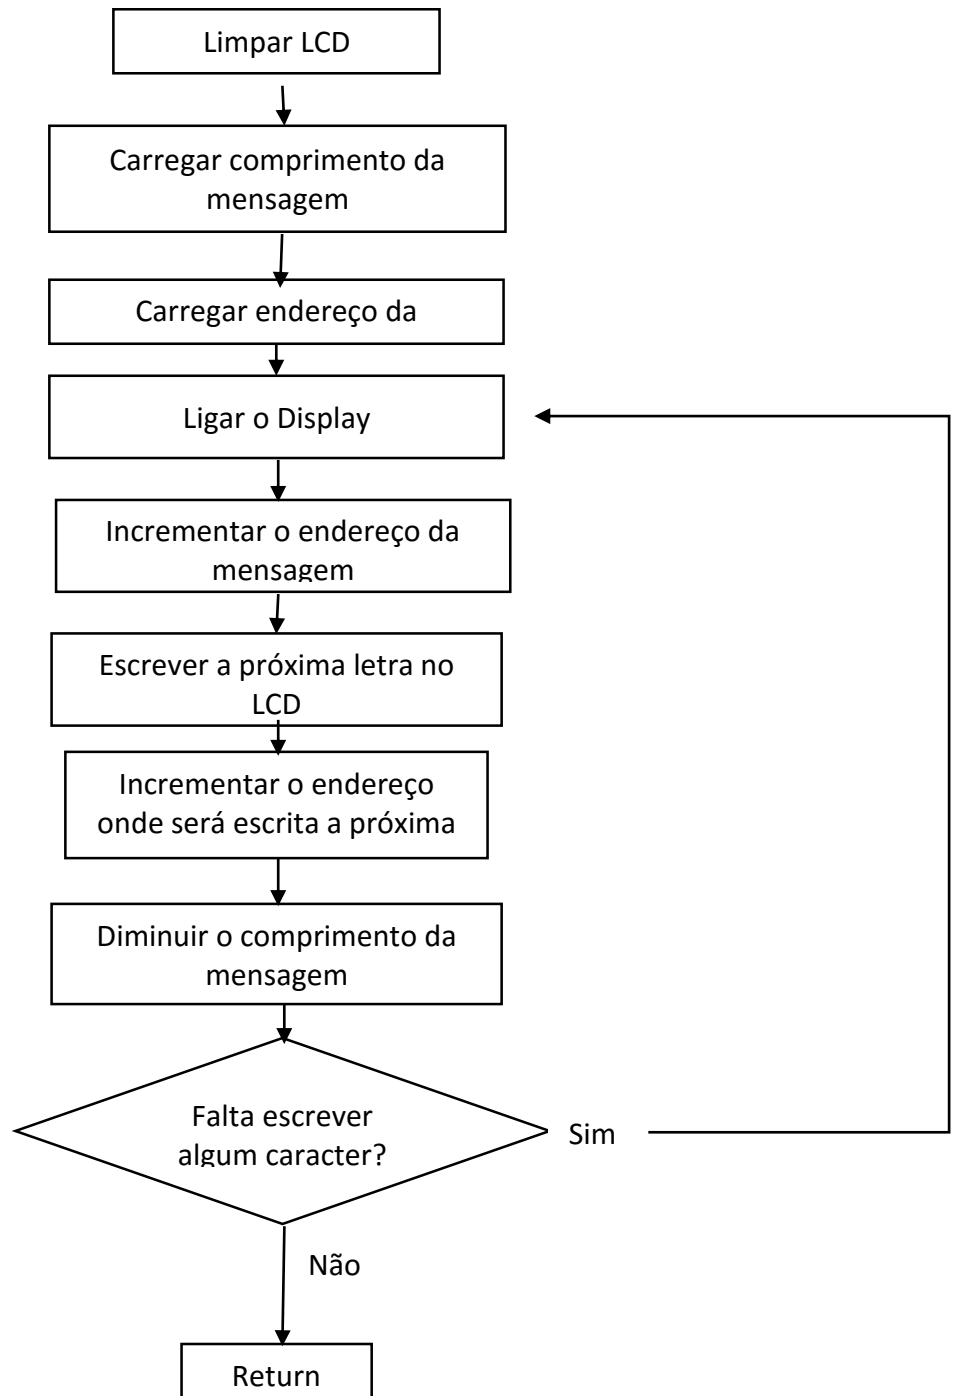 Limpar LCD
Carregar comprimento da
mensagem
Carregar endereço da
Ligar o Display
Incrementar o endereço da
mensagem
Escrever a próxima letra no
LCD
Incrementar o endereço
onde será escrita a próxima
Diminuir o comprimento da
mensagem
Falta escrever
algum caracter?
Sim
Não
Return